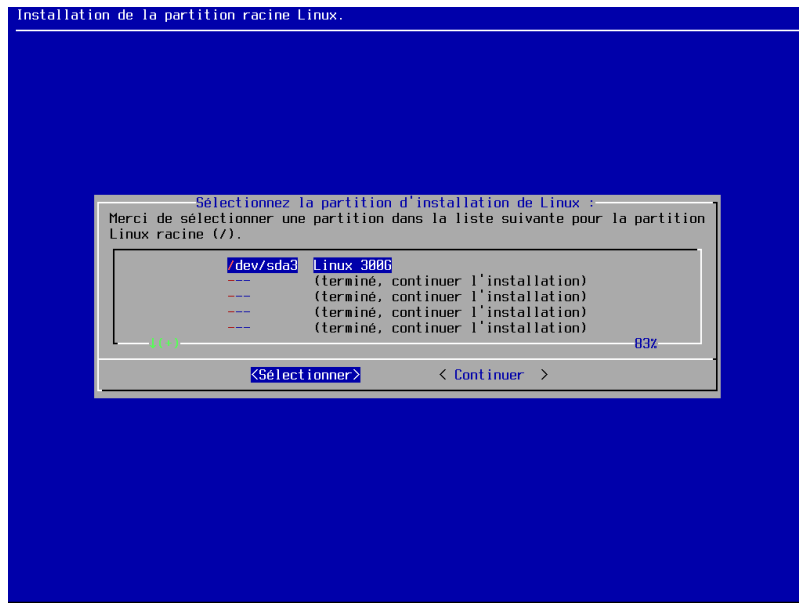 Installation de la partition racine Linux.
Sélectionnez la partition d'installation de Linux :
Merci de sélectionner une partition dans la liste suivante pour la partition
Linux racine (/).
/dev/sda3 Linux 300G
--- (terminé, continuer l'installation)
--- (terminé, continuer l'installation)
--- (terminé, continuer l'installation)
--- (terminé, continuer l'installation)
(+) 83%
<Sélectionner> < Continuer >